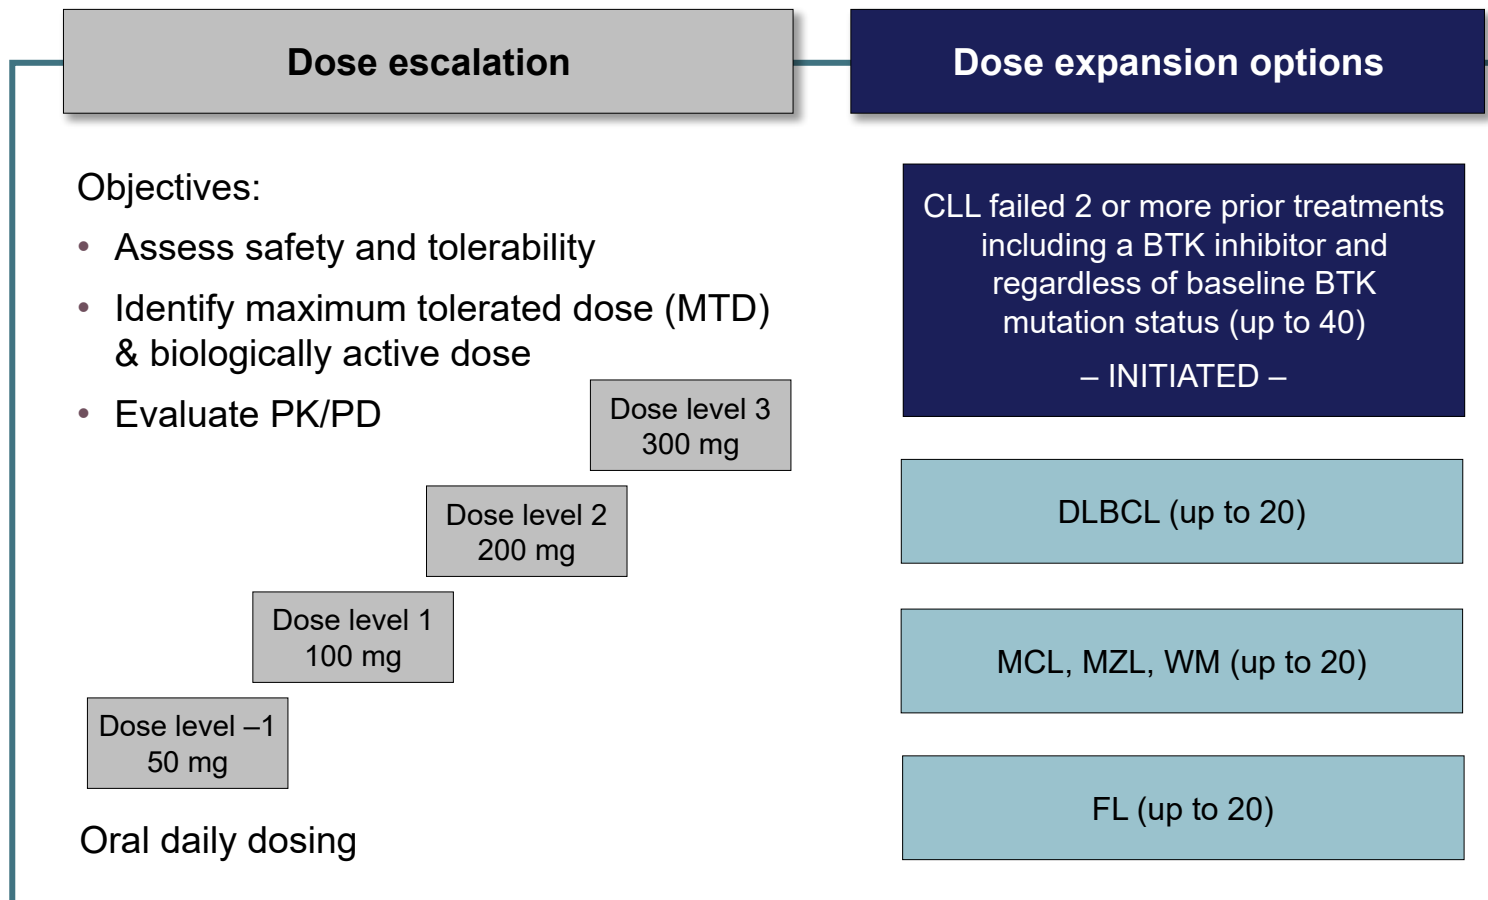 Dose escalation
Objectives:
• Assess safety and tolerability
• Identify maximum tolerated dose (MTD)
& biologically active dose
• Evaluate PK/PD
Dose level 3
300 mg
Dose level 2
200 mg
Dose level 1
100 mg
Dose level –1
50 mg
Oral daily dosing
Dose expansion options
CLL failed 2 or more prior treatments
including a BTK inhibitor and
regardless of baseline BTK
mutation status (up to 40)
– INITIATED –
DLBCL (up to 20)
MCL, MZL, WM (up to 20)
FL (up to 20)